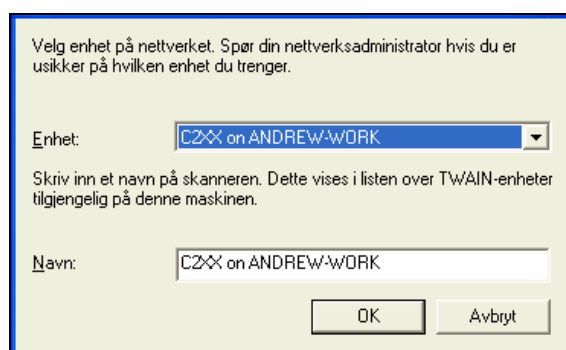 Velg enhet på nettverket. Spør din nettverksadministrator hvis du er
usikker på hvilken enhet du trenger.
Enhet: C2XX on ANDREW-WORK
Skriv inn et navn på skanneren. Dette vises i listen over TWAIN-enheter
tilgjengelig på denne maskinen.
Navn: C2XX on ANDREW-WORK
OK Avbryt